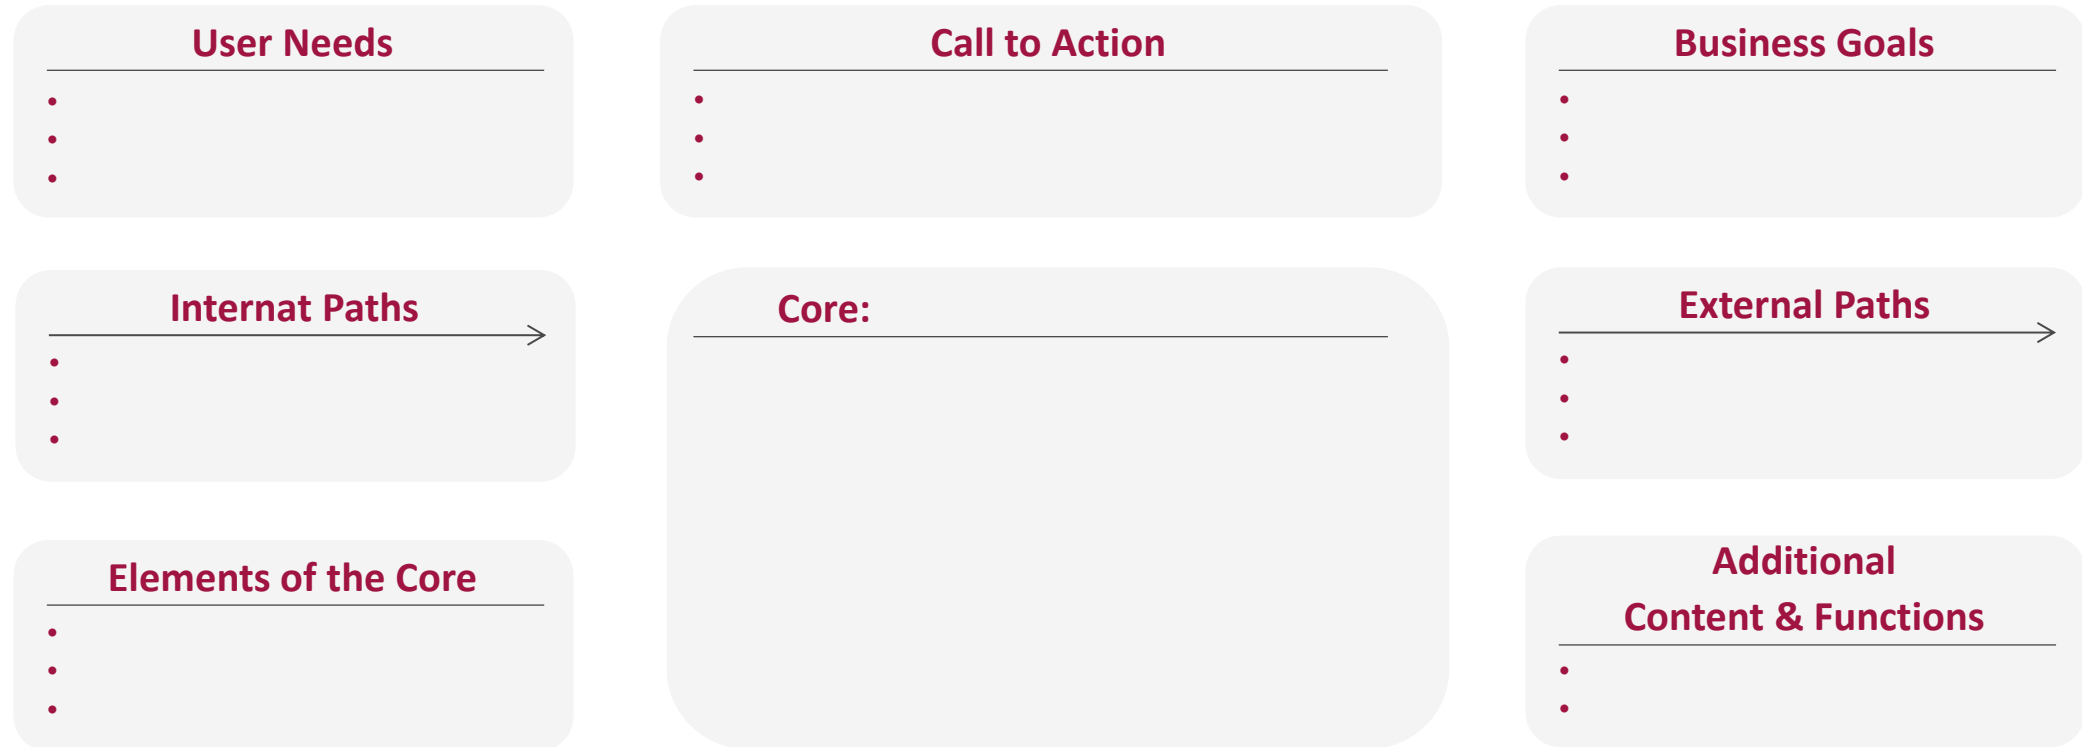 User Needs
•
•
•
Call to Action
•
•
•
Business Goals
•
•
•
Internat Paths
•
•
•
Core:
External Paths
•
•
•
Elements of the Core
•
•
•
Additional
Content & Functions
•
•